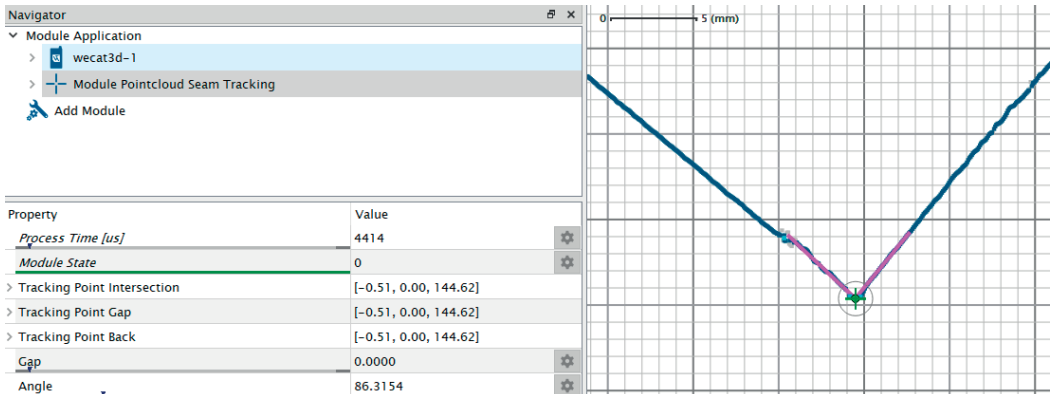 Navigator
0 5 (mm)
Module Application
wecat3d-1
Module Pointcloud Seam Tracking
Add Module
Property Value
Process Time [us] 4414
Module State 0
Tracking Point Intersection [-0.51, 0.00, 144.62]
Tracking Point Gap [-0.51, 0.00, 144.62]
Tracking Point Back [-0.51, 0.00, 144.62]
Gap 0.0000
Angle 86.3154